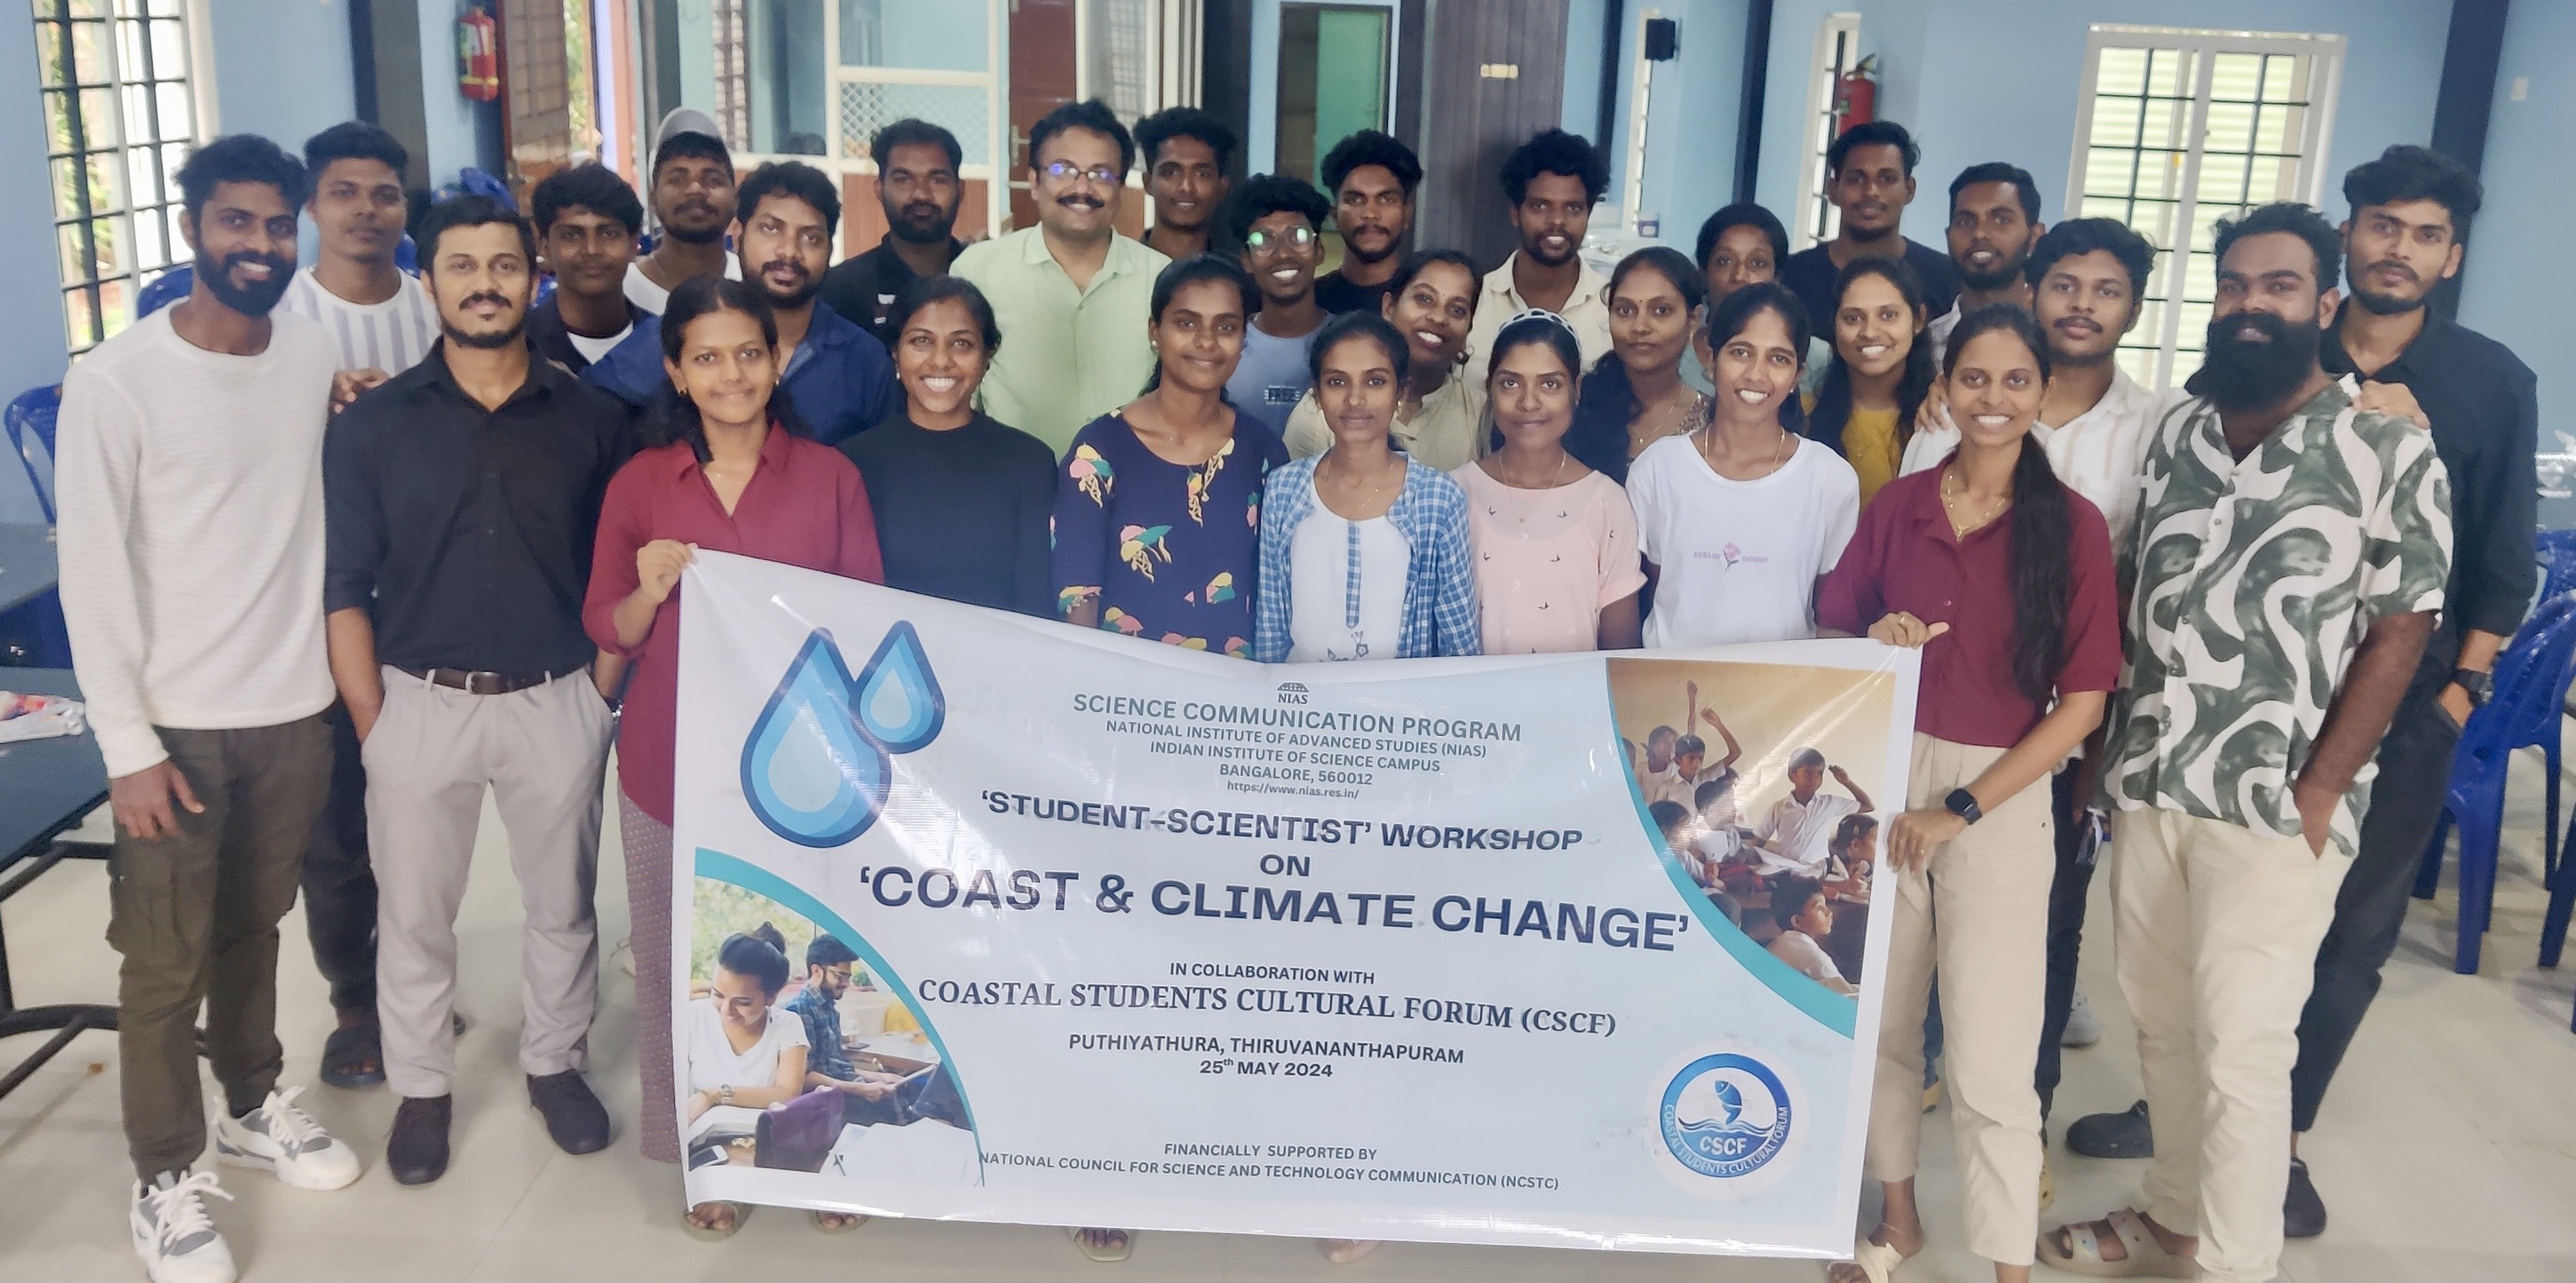 NIAS
SCIENCE COMMUNICATION PROGRAM
NATIONAL INSTITUTE OF ADVANCED STUDIES (NIAS)
INDIAN INSTITUTE OF SCIENCE CAMPUS
BANGALORE, 560012
https://www.nias.res.in/
‘STUDENT-SCIENTIST’ WORKSHOP
ON
‘COAST & CLIMATE CHANGE’
IN COLLABORATION WITH
COASTAL STUDENTS CULTURAL FORUM (CSCF)
PUTHIYATHURA, THIRUVANANTHAPURAM
25th MAY 2024
FINANCIALLY SUPPORTED BY
NATIONAL COUNCIL FOR SCIENCE AND TECHNOLOGY COMMUNICATION (NCSTC)
CSCF
COASTAL STUDENTS CULTURAL FORUM